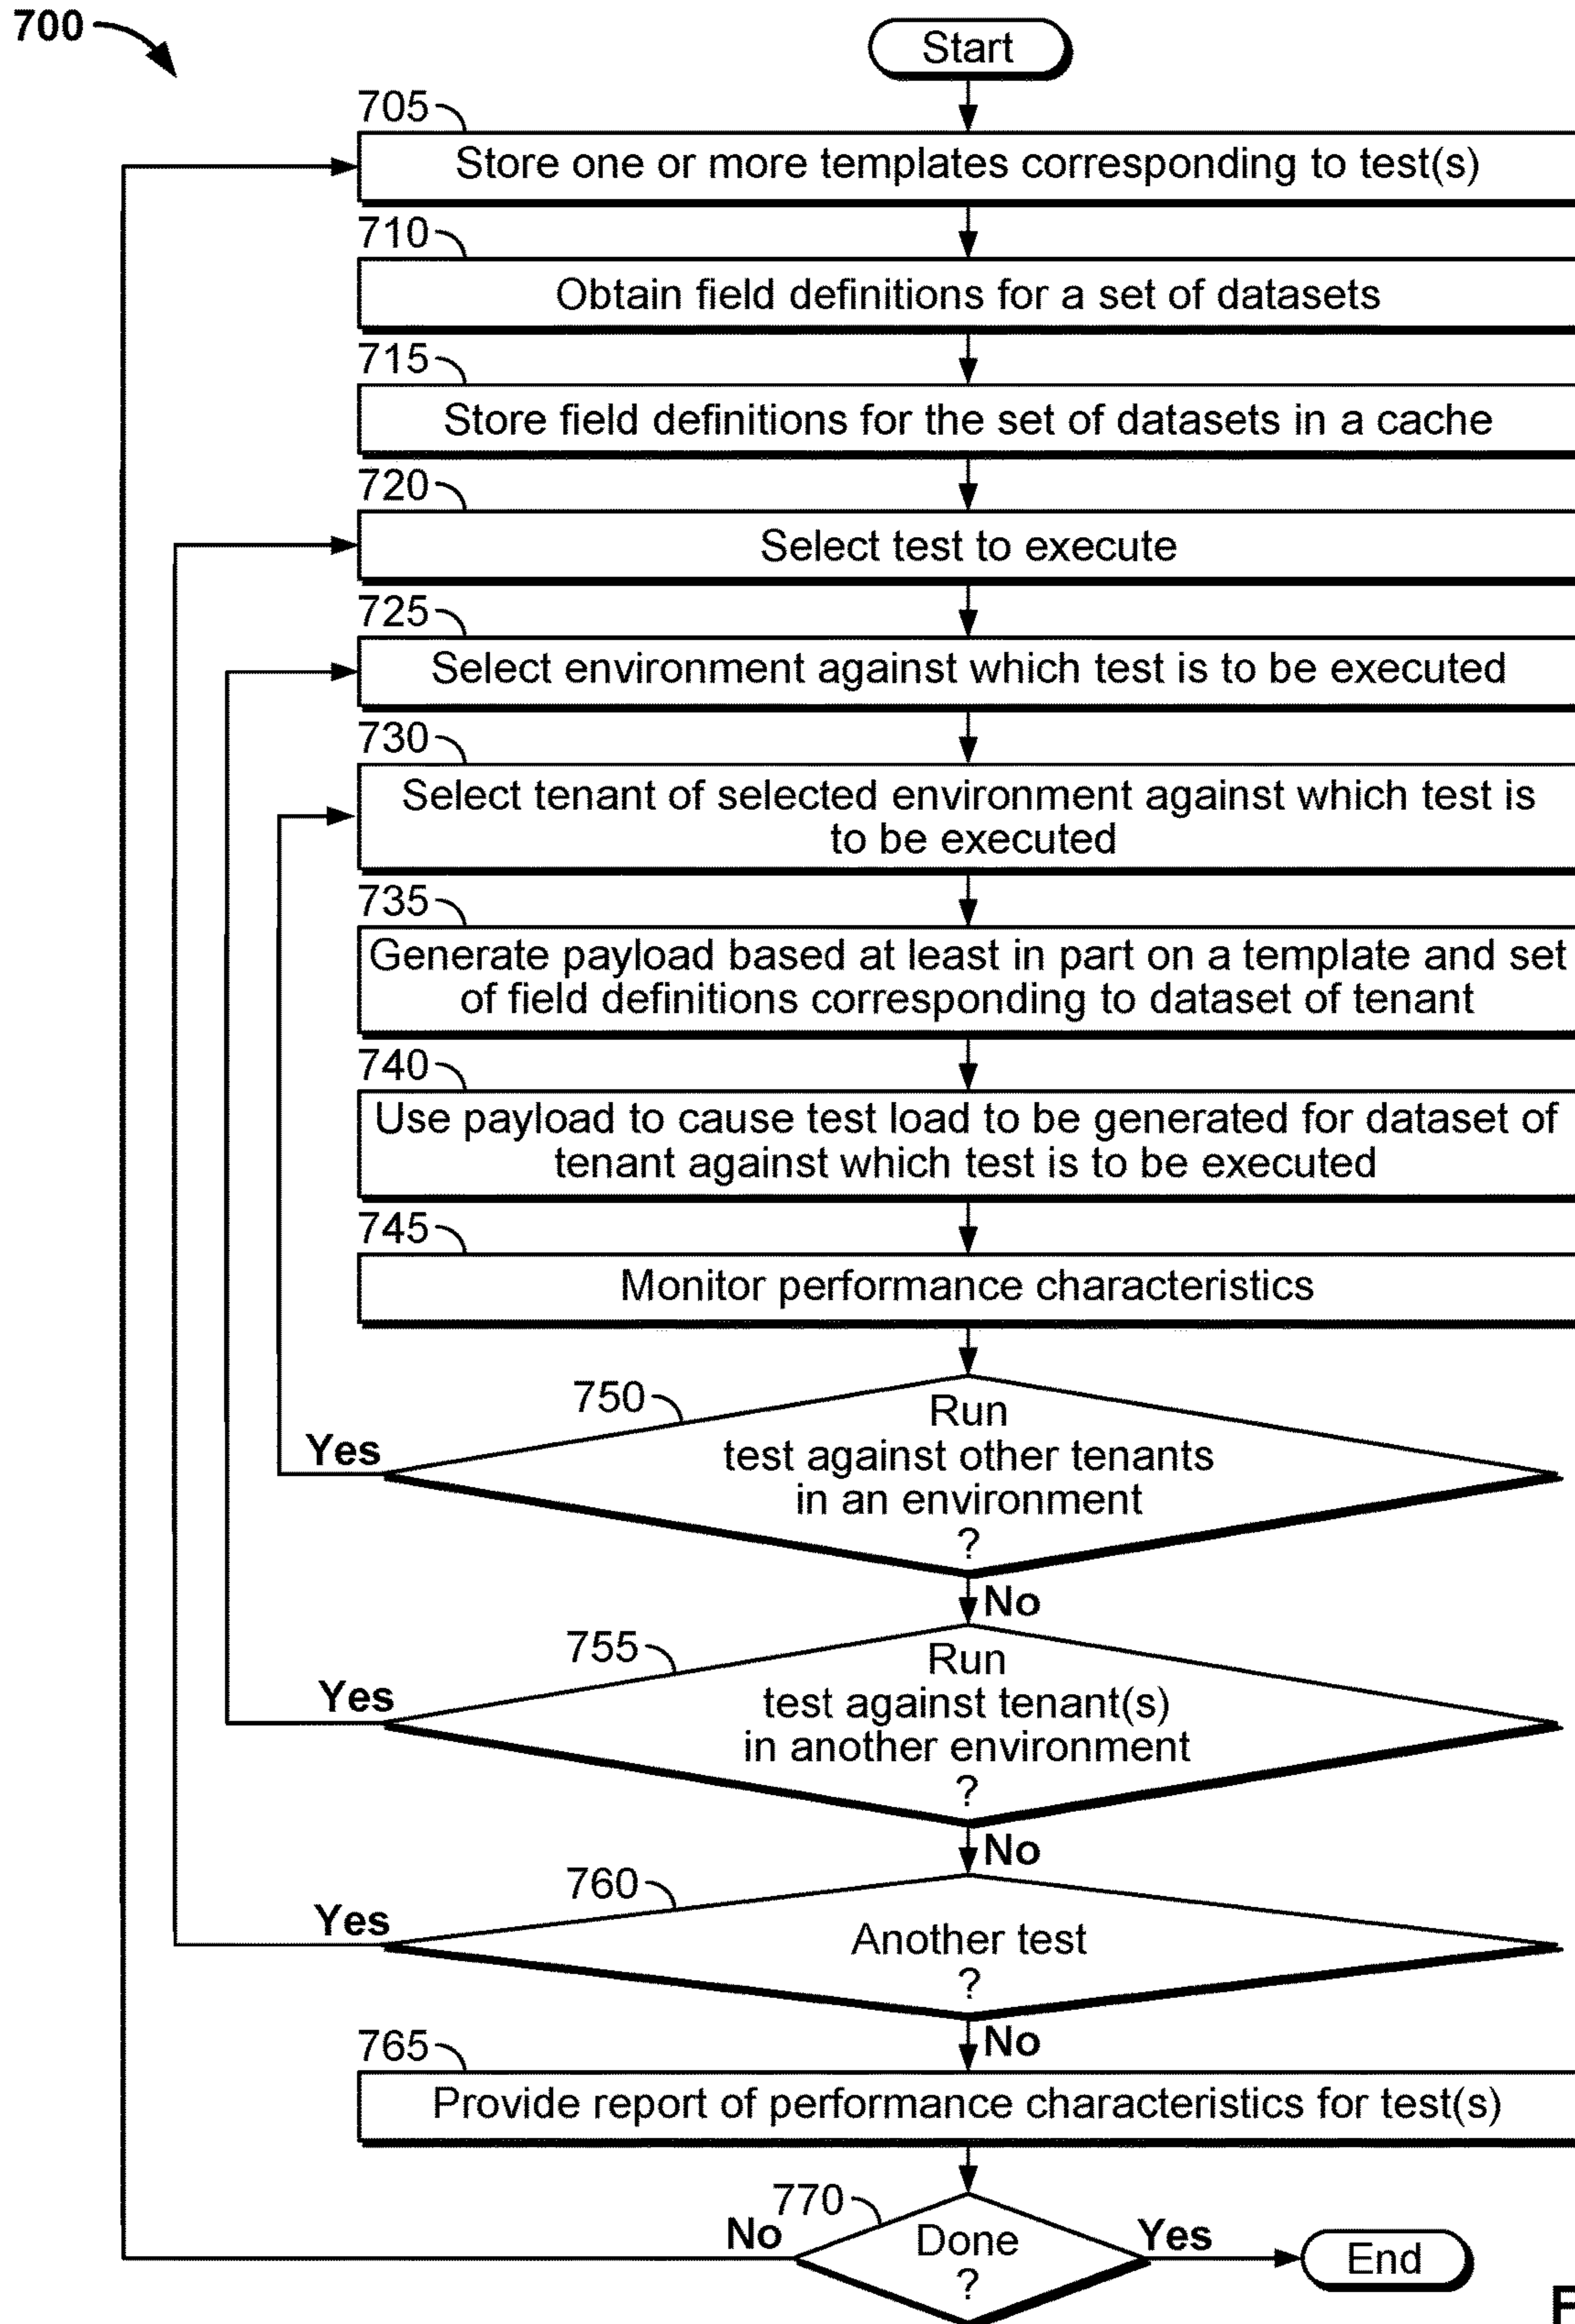 700
Start
705
Store one or more templates corresponding to test(s)
710
Obtain field definitions for a set of datasets
715
Store field definitions for the set of datasets in a cache
720
Select test to execute
725
Select environment against which test is to be executed
730
Select tenant of selected environment against which test is
to be executed
735
Generate payload based at least in part on a template and set
of field definitions corresponding to dataset of tenant
740
Use payload to cause test load to be generated for dataset of
tenant against which test is to be executed
745
Monitor performance characteristics
750
Run
test against other tenants
in an environment
?
Yes
No
755
Run
test against tenant(s)
in another environment
?
Yes
No
760
Another test
?
Yes
No
765
Provide report of performance characteristics for test(s)
770
Done
?
No
Yes
End